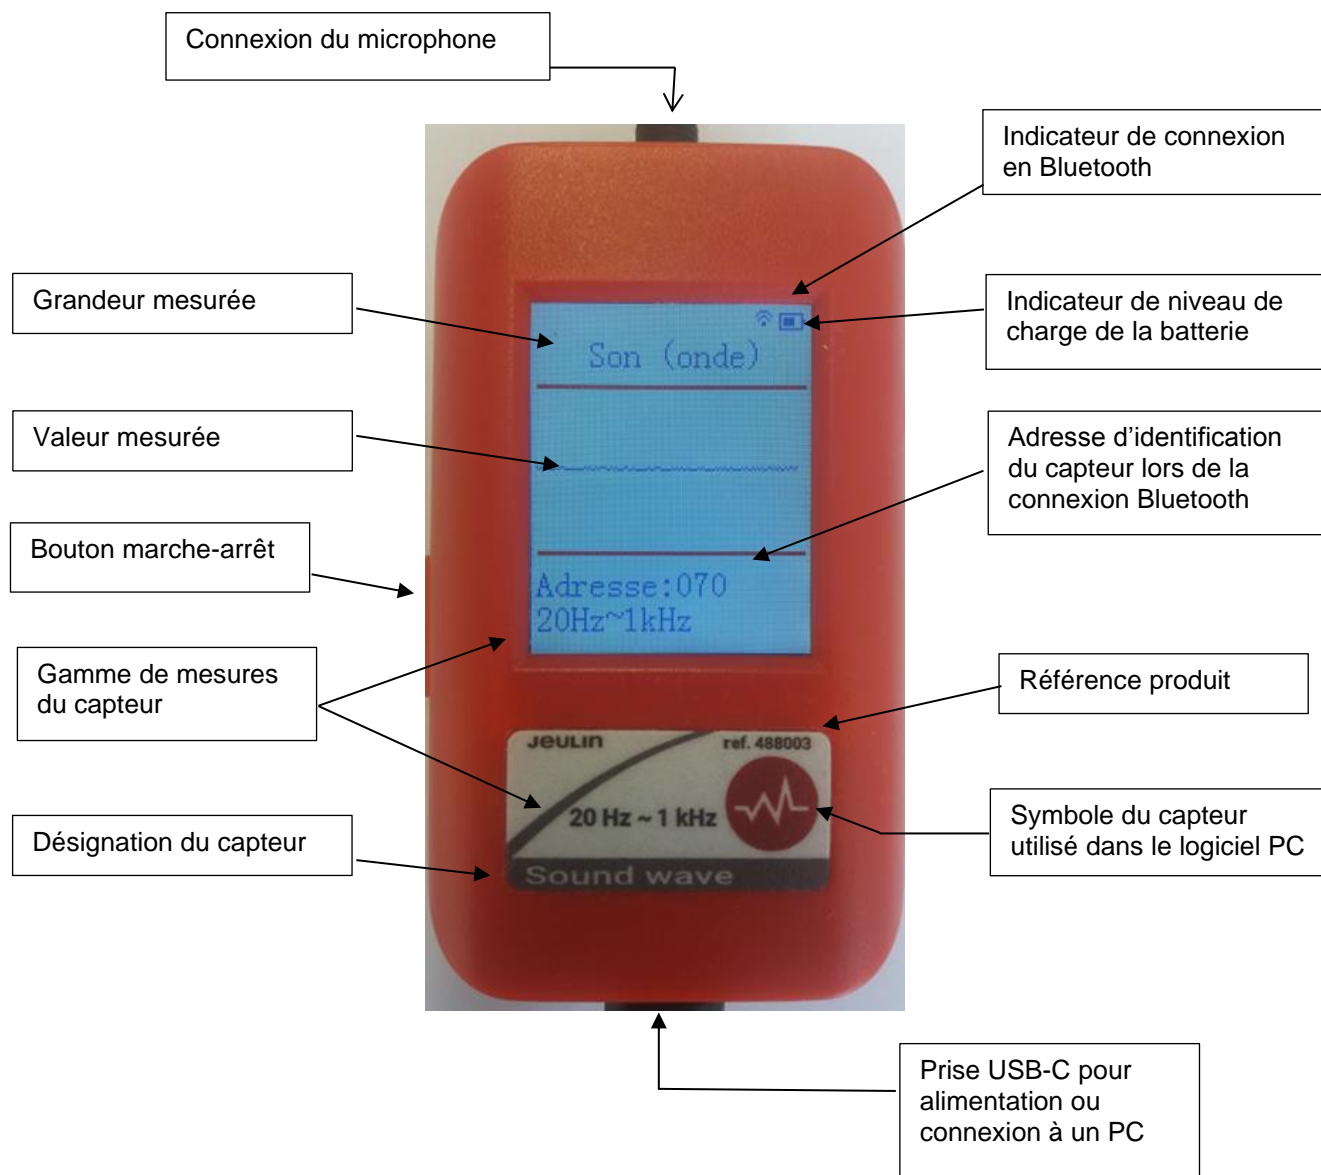 Connexion du microphone
Indicateur de connexion
en Bluetooth
Grandeur mesurée
Indicateur de niveau de
charge de la batterie
Son (onde)
Valeur mesurée
Adresse d’identification
du capteur lors de la
connexion Bluetooth
Bouton marche-arrêt
Adresse:070
20Hz~1kHz
Gamme de mesures
du capteur
Référence produit
JEULIN
ref. 488003
20 Hz ~ 1 kHz
Symbole du capteur
utilisé dans le logiciel PC
Désignation du capteur
Sound wave
Prise USB-C pour
alimentation ou
connexion à un PC